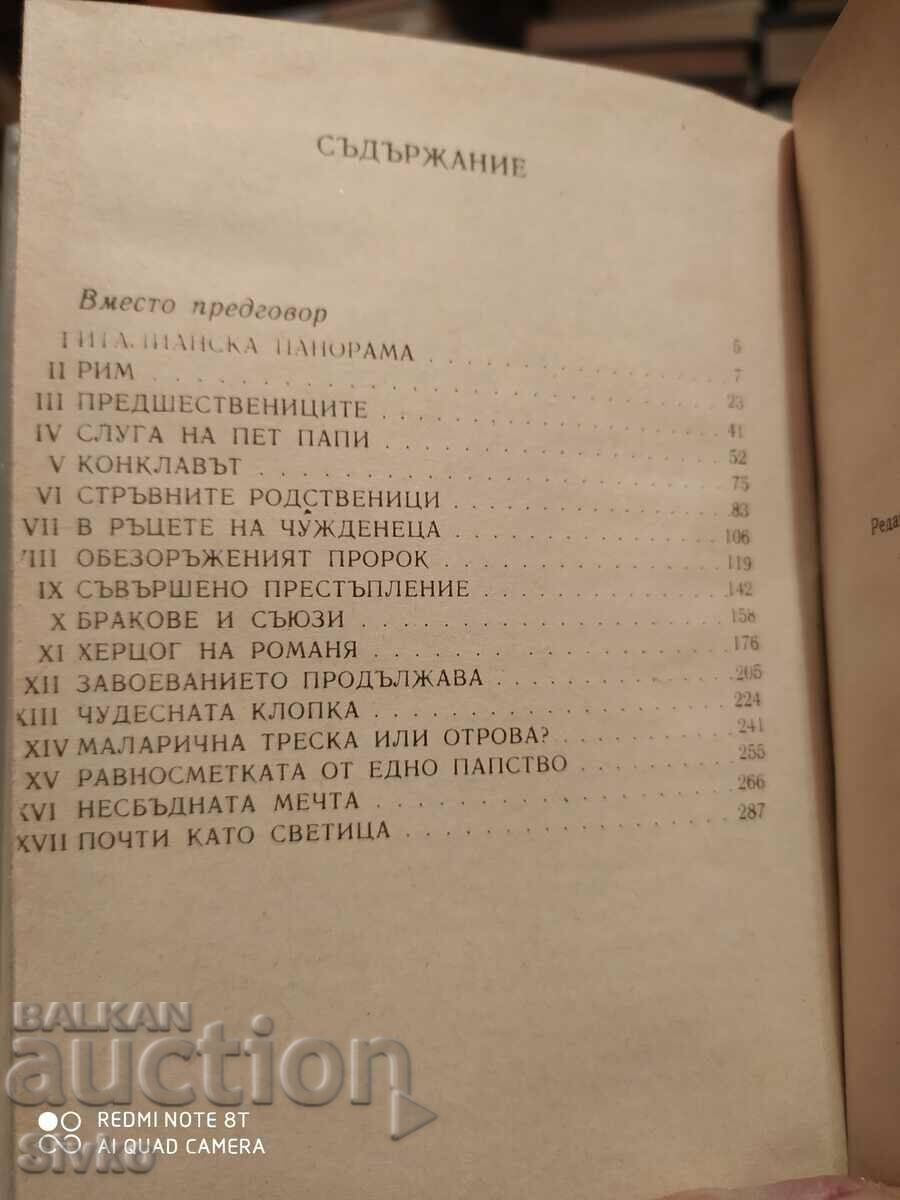 СЪДЪРЖАНИЕ
Вместо предговор 5
I ИТАЛИАНСКА ПАНОРАМА . . . . . . . . . . 7
II РИМ . . . . . . . . . . 23
III ПРЕДШЕСТВЕНИЦИТЕ . . . . . . . . . . 41
IV СЛУГА НА ПЕТ ПАПИ . . . . . . . . . . 52
V КОНКЛАВЪТ . . . . . . . . . . 75
VI СТРЪВНИТЕ РОДСТВЕНИЦИ . . . . . . . . . . 83
VII В РЪЦЕТЕ НА ЧУЖДЕНЕЦА . . . . . . . . . . 106
VIII ОБЕЗОРЪЖЕНИЯТ ПРОРОК . . . . . . . . . . 119
IX СЪВЪРШЕНО ПРЕСТЪПЛЕНИЕ . . . . . . . . . . 142
X БРАКОВЕ И СЪЮЗИ . . . . . . . . . . 158
XI ХЕРЦОГ НА РОМАНЯ . . . . . . . . . . 176
XII ЗАВОЕВАНИЕТО ПРОДЪЛЖАВА . . . . . . . . . . 205
XIII ЧУДЕСНАТА КЛОПКА . . . . . . . . . . 224
XIV МАЛАРИЧНА ТРЕСКА ИЛИ ОТРОВА? . . . . . . . . . . 241
XV РАВНОСМЕТКАТА ОТ ЕДНО ПАПСТВО . . . . . . . . . . 255
XVI НЕСБЪДНАТА МЕЧТА . . . . . . . . . . 266
XVII ПОЧТИ КАТО СВЕТИЦА . . . . . . . . . . 287
Реда
BALKAN
auction
REDMI NOTE 8T
AI QUAD CAMERA
Sivko